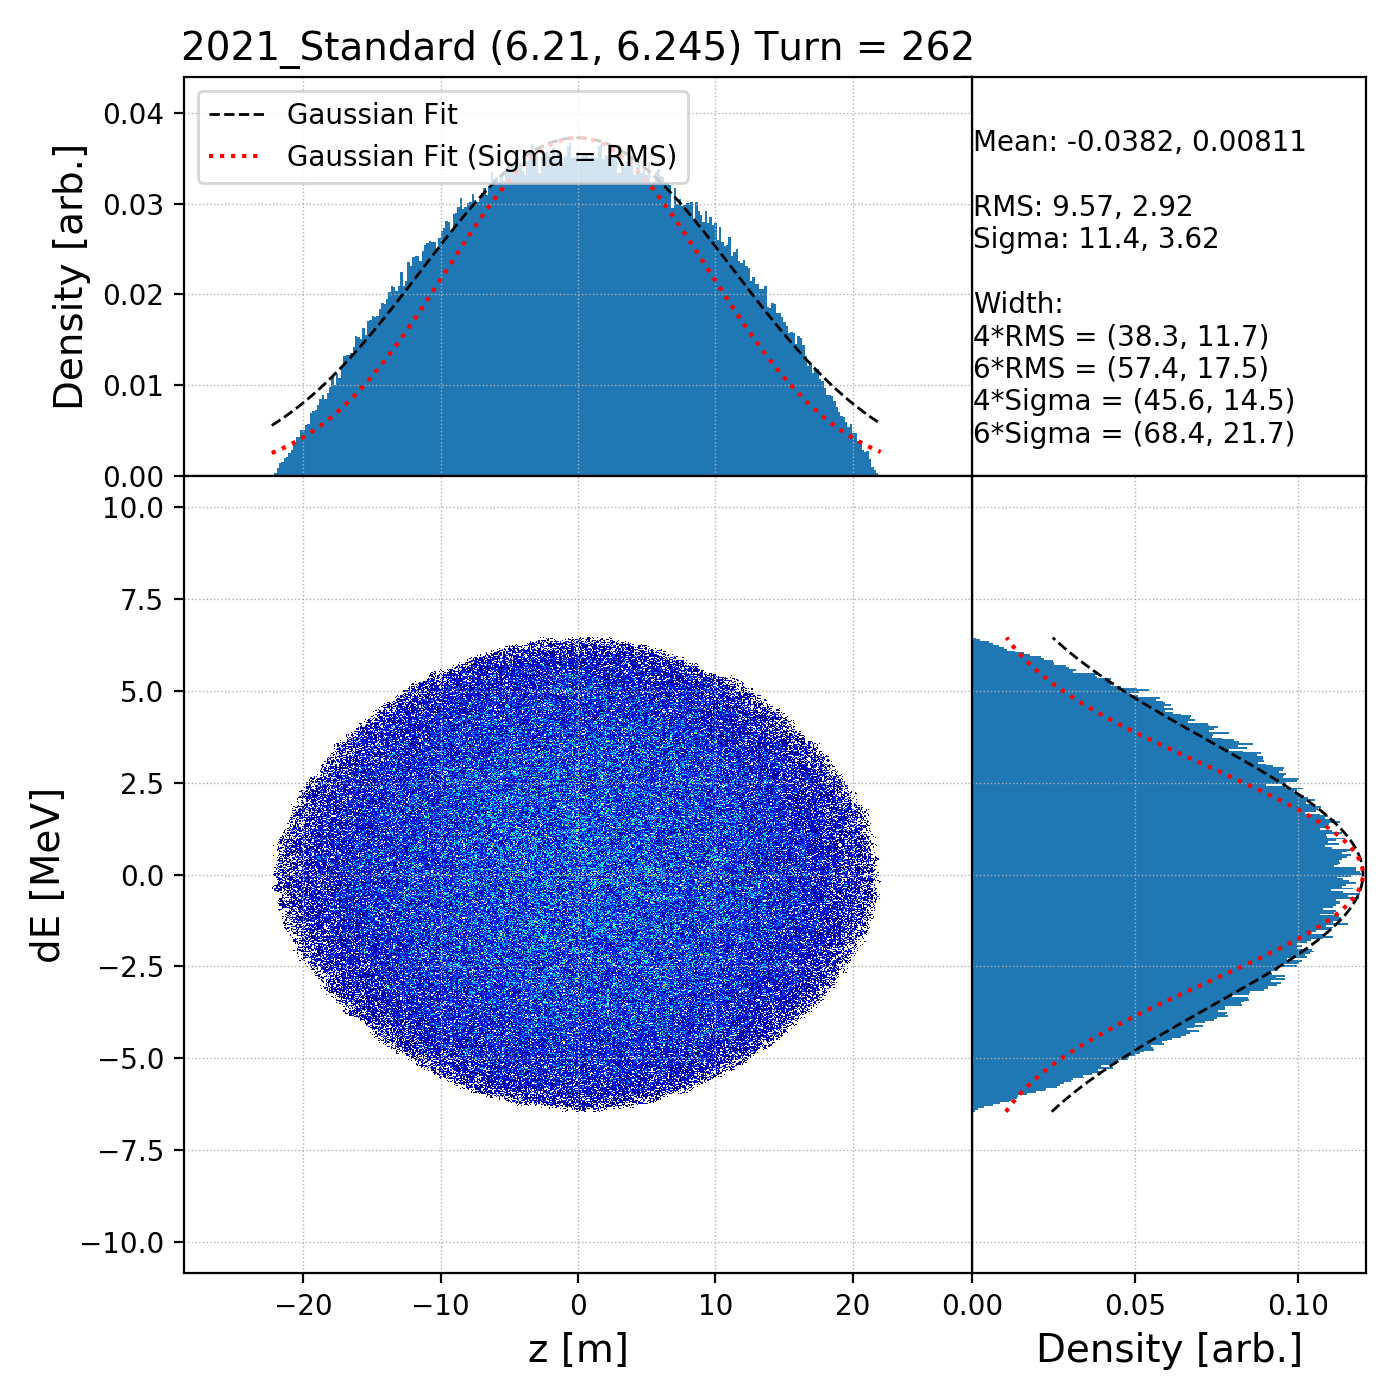 2021_Standard (6.21, 6.245) Turn = 262
Gaussian Fit
Gaussian Fit (Sigma = RMS)
Density [arb.]
0.04
0.03
0.02
0.01
0.00
Mean: -0.0382, 0.00811
RMS: 9.57, 2.92
Sigma: 11.4, 3.62
Width:
4*RMS = (38.3, 11.7)
6*RMS = (57.4, 17.5)
4*Sigma = (45.6, 14.5)
6*Sigma = (68.4, 21.7)
dE [MeV]
10.0
7.5
5.0
2.5
0.0
−2.5
−5.0
−7.5
−10.0
−20 −10 0 10 20
z [m]
0.00 0.05 0.10
Density [arb.]